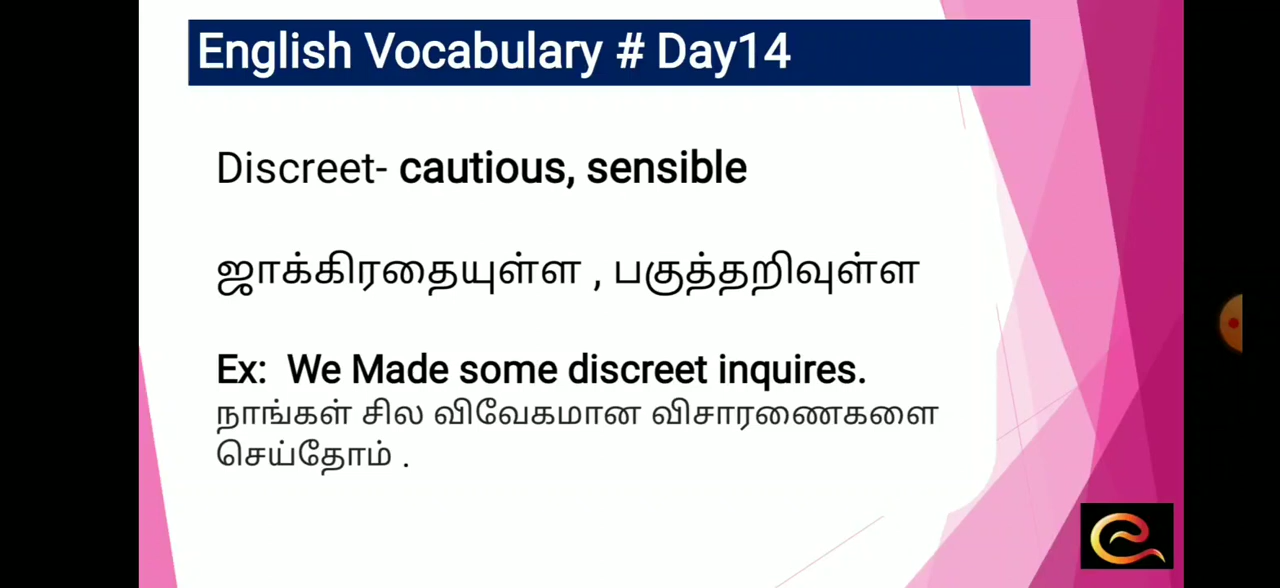 English Vocabulary # Day14
Discreet- cautious, sensible
ஜாக்கிரதையுள்ள , பகுத்தறிவுள்ள
Ex: We Made some discreet inquires.
நாங்கள் சில விவேகமான விசாரணைகளை
செய்தோம் .